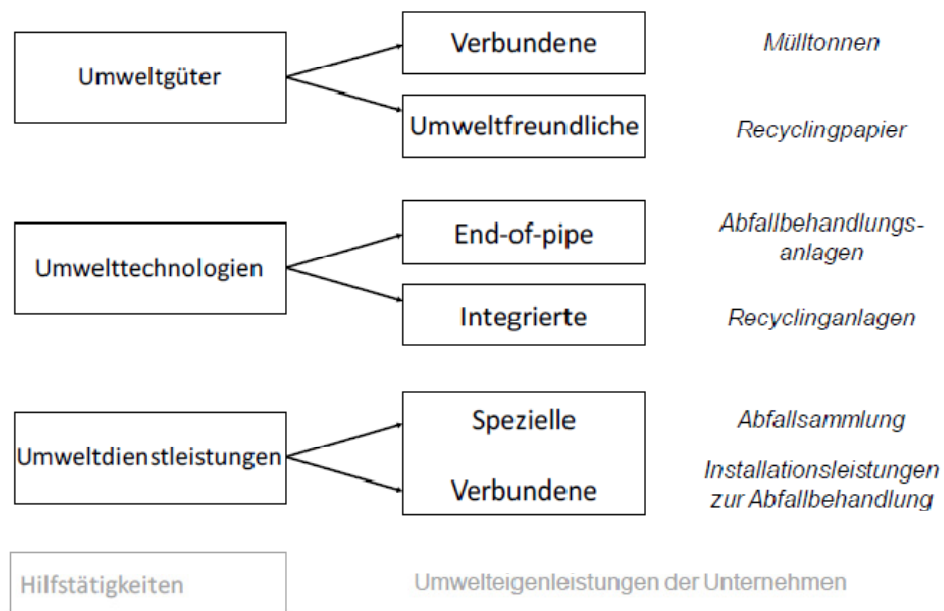 Umweltgüter
Verbundene
Mülltonnen
Umweltfreundliche
Recyclingpapier
Umwelttechnologien
End-of-pipe
Abfallbehandlungs-
anlagen
Integrierte
Recyclinganlagen
Umweltdienstleistungen
Spezielle
Abfallsammlung
Verbundene
Installationsleistungen
zur Abfallbehandlung
Hilfstätigkeiten
Umwelteigenleistungen der Unternehmen